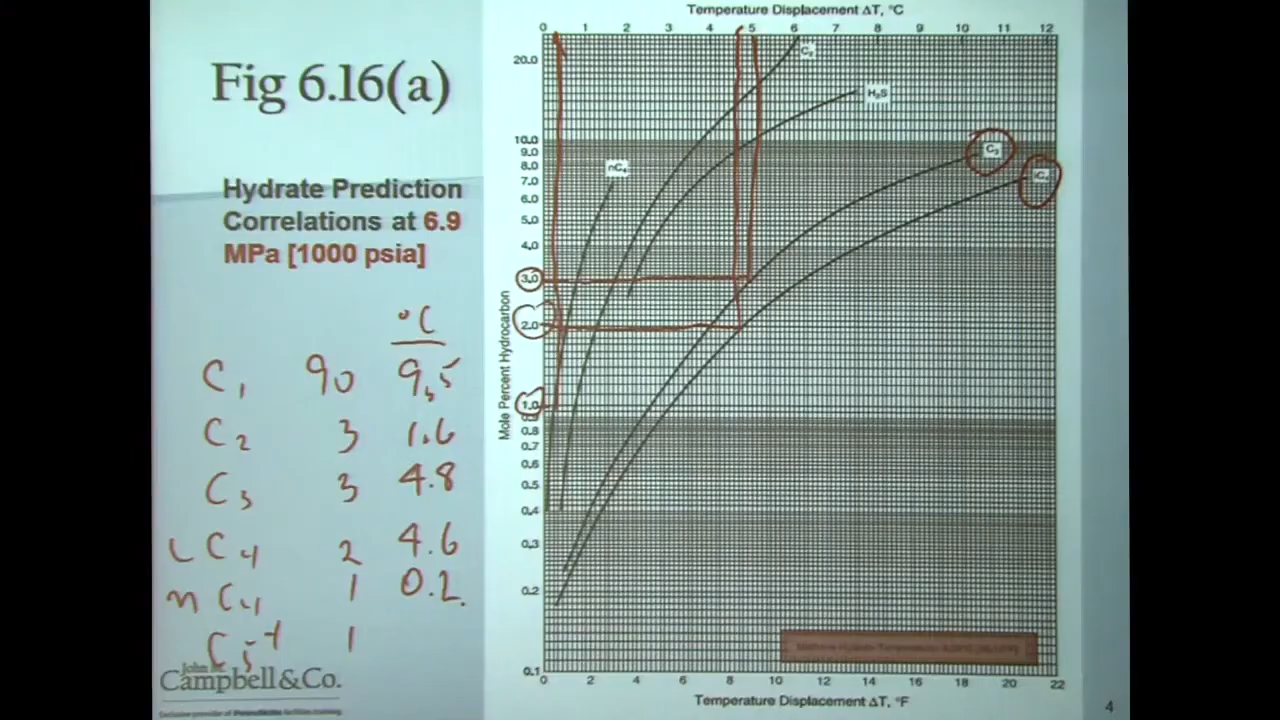 Fig 6.16(a)
Hydrate Prediction
Correlations at 6.9
MPa [1000 psia]
°C
C1 90 9.5
C2 3 1.6
C3 3 4.8
iC4 2 4.6
nC4 1 0.2
C5+ 1
John
Campbell & Co.
4
Temperature Displacement ΔT, °C
0 1 2 3 4 5 6 7 8 9 10 11 12
Mole Percent Hydrocarbon
20.0
10.0
9.0
8.0
7.0
6.0
5.0
4.0
3.0
2.0
1.0
0.9
0.8
0.7
0.6
0.5
0.4
0.3
0.2
0.1
nC4
C2
H2S
C3
iC4
0 2 4 6 8 10 12 14 16 18 20 22
Temperature Displacement ΔT, °F